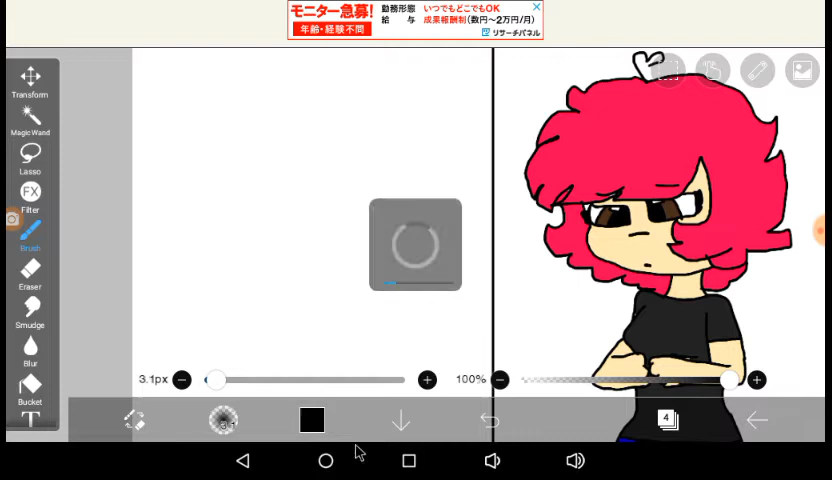 モニター急募!
年齢・経験不問
勤務形態 いつでもどこでもOK
給与 成果報酬制(数円〜2万円/月)
リサーチパネル
Transform
Magic Wand
Lasso
FX
Filter
Brush
Eraser
Smudge
Blur
Bucket
T
3.1px
100%
3.1
4